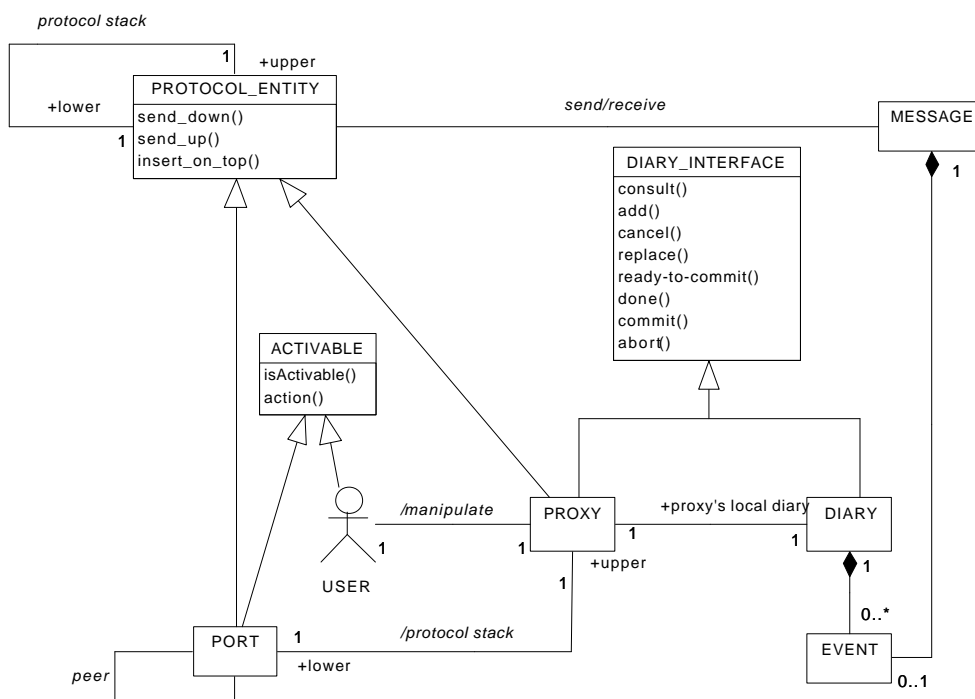 protocol stack
1
+upper
PROTOCOL_ENTITY
+lower
send_down()
send_up()
insert_on_top()
1
send/receive
MESSAGE
1
DIARY_INTERFACE
consult()
add()
cancel()
replace()
ready-to-commit()
done()
commit()
abort()
ACTIVABLE
isActivable()
action()
/manipulate
1
1
USER
PROXY
+proxy's local diary
1
1
DIARY
1
+upper
1
0..*
EVENT
0..1
/protocol stack
1
+lower
PORT
peer